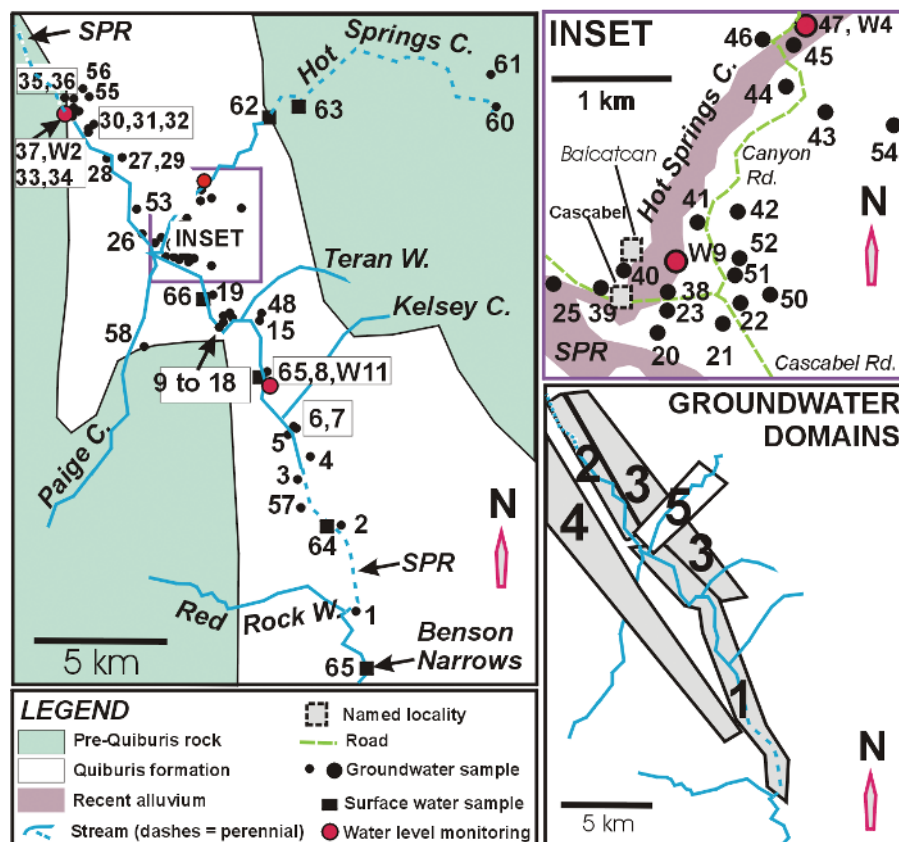 SPR
Springs C.
Hot
35,36
56
55
61
60
62
63
30,31,32
37,W2
33,34
28
27,29
53
26
INSET
Teran W.
66
19
48
15
Kelsey C.
58
9 to 18
65,8,W11
6,7
5
4
3
57
Paige C.
64
2
N
SPR
Red Rock W.
1
5 km
65
Benson
Narrows
INSET
46
47, W4
45
1 km
44
43
54
Balcatcan
Hot Springs C.
Canyon
Rd.
N
Cascabel
41
42
W9
52
51
40
38
50
25
39
23
22
SPR
20
21
Cascabel Rd.
GROUNDWATER
DOMAINS
2
3
5
4
3
1
N
5 km
LEGEND
Pre-Quiburis rock
Quiburis formation
Recent alluvium
Stream (dashes = perennial)
Named locality
Road
Groundwater sample
Surface water sample
Water level monitoring